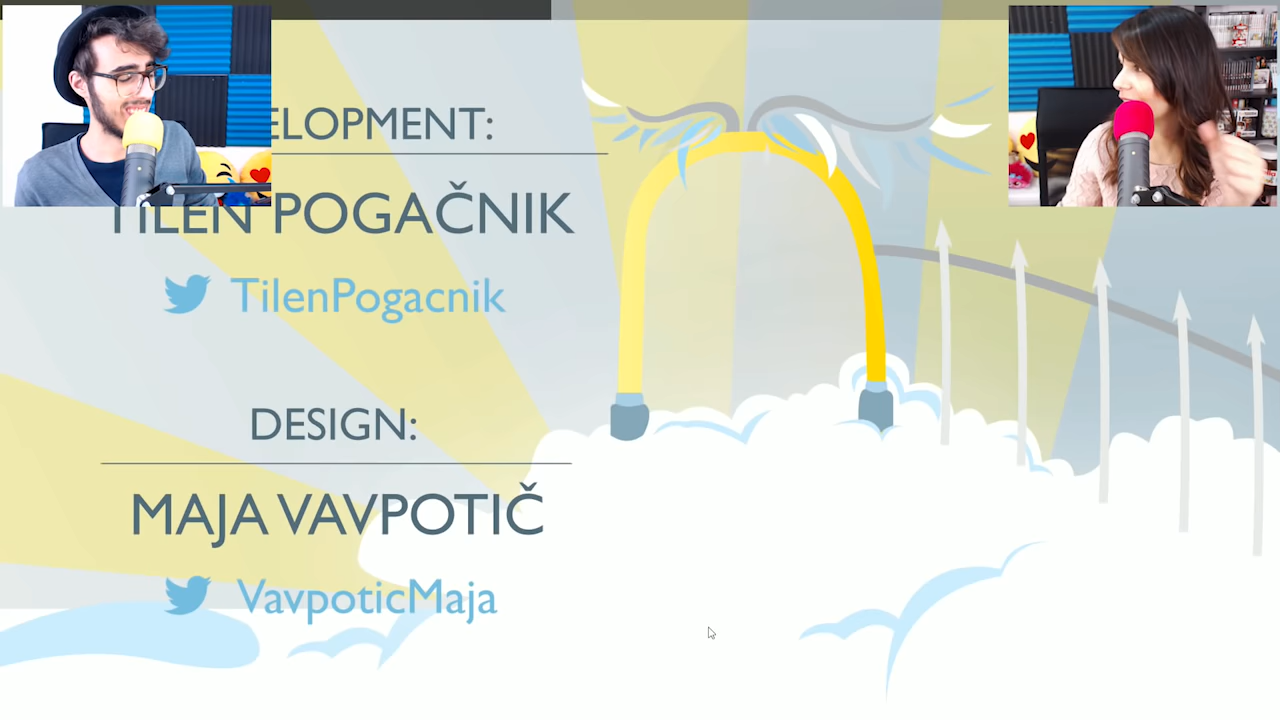 ELOPMENT:
TILEN POGAČNIK
TilenPogacnik
DESIGN:
MAJA VAVPOTIČ
VavpoticMaja